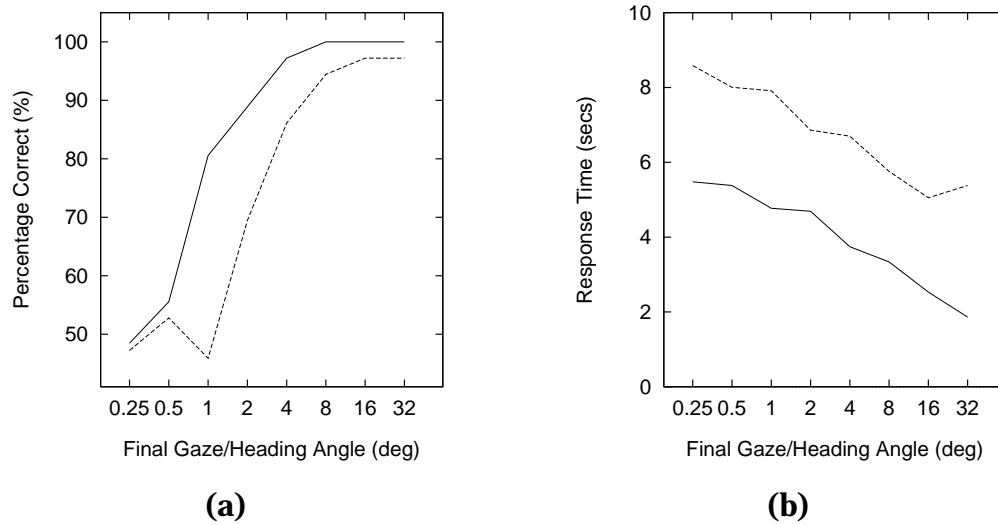 100
90
80
70
60
50
Percentage Correct (%)
0.25 0.5 1 2 4 8 16 32
Final Gaze/Heading Angle (deg)
(a)
10
8
6
4
2
0
Response Time (secs)
0.25 0.5 1 2 4 8 16 32
Final Gaze/Heading Angle (deg)
(b)